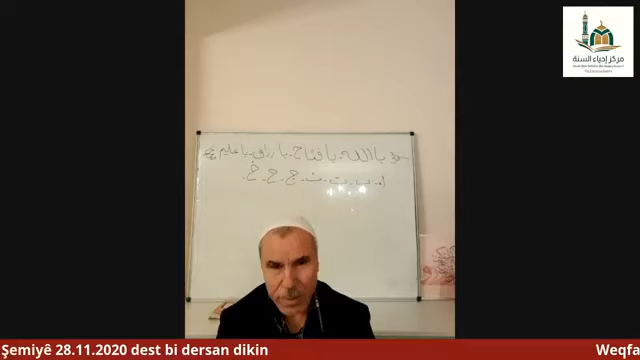 مركز إحياء السنة
يا الله - يا فتاح - يا رزاق - يا عليم
ا - ب - ت - ث - ج - ح - خ -
Şemiyê 28.11.2020 dest bi dersan dikin
Weqfa